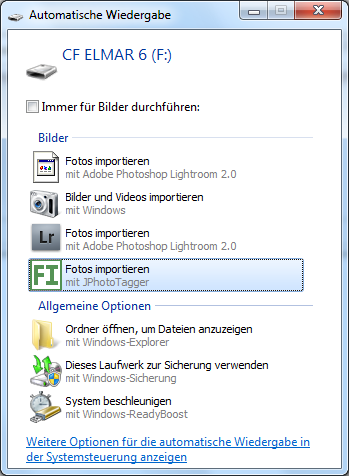 Automatische Wiedergabe
CF ELMAR 6 (F:)
Immer für Bilder durchführen:
Bilder
Fotos importieren
mit Adobe Photoshop Lightroom 2.0
Bilder und Videos importieren
mit Windows
Lr
Fotos importieren
mit Adobe Photoshop Lightroom 2.0
FI
Fotos importieren
mit JPhotoTagger
Allgemeine Optionen
Ordner öffnen, um Dateien anzuzeigen
mit Windows-Explorer
Dieses Laufwerk zur Sicherung verwenden
mit Windows-Sicherung
System beschleunigen
mit Windows-ReadyBoost
Weitere Optionen für die automatische Wiedergabe in
der Systemsteuerung anzeigen